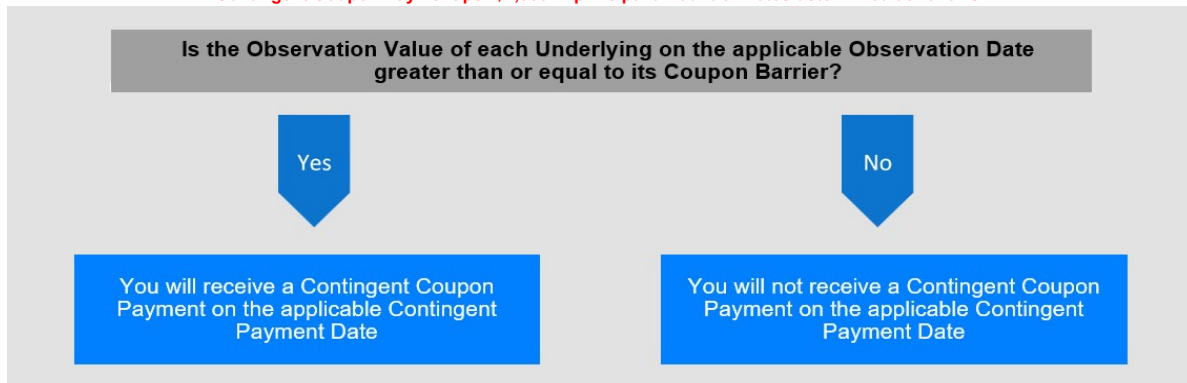 Is the Observation Value of each Underlying on the applicable Observation Date
greater than or equal to its Coupon Barrier?
Yes
No
You will receive a Contingent Coupon
Payment on the applicable Contingent
Payment Date
You will not receive a Contingent Coupon
Payment on the applicable Contingent
Payment Date